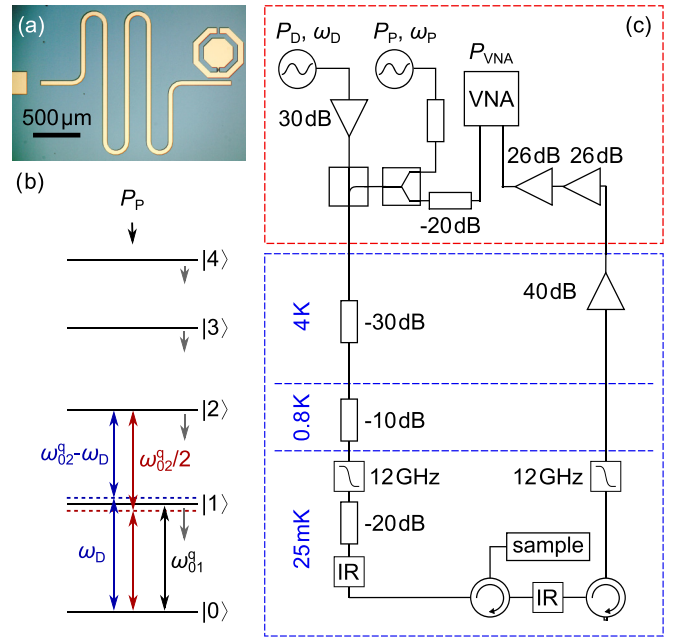 (a)
500 µm
(b)
P_P
|4⟩
|3⟩
|2⟩
ω^q_02-ω_D
ω^q_02/2
|1⟩
ω_D
ω^q_01
|0⟩
(c)
P_D, ω_D
P_P, ω_P
P_VNA
VNA
30dB
26dB
26dB
-20dB
4K
-30dB
40dB
0.8K
-10dB
25mK
12GHz
12GHz
-20dB
sample
IR
IR